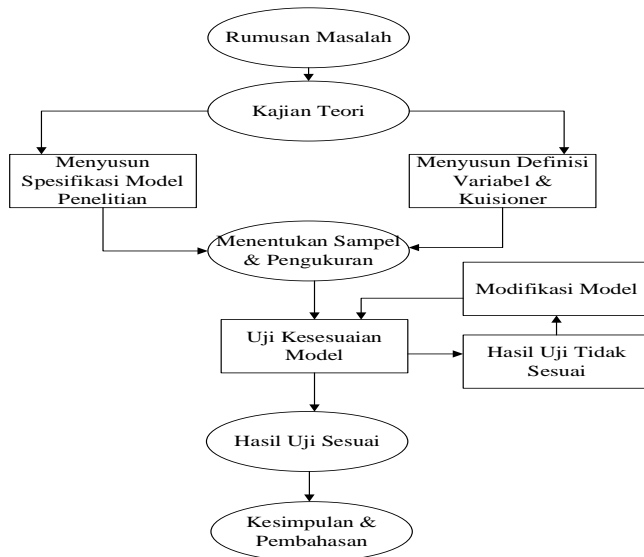 Rumusan Masalah
Kajian Teori
Menyusun
Spesifikasi Model
Penelitian
Menyusun Definisi
Variabel &
Kuisioner
Menentukan Sampel
& Pengukuran
Modifikasi Model
Uji Kesesuaian
Model
Hasil Uji Tidak
Sesuai
Hasil Uji Sesuai
Kesimpulan &
Pembahasan